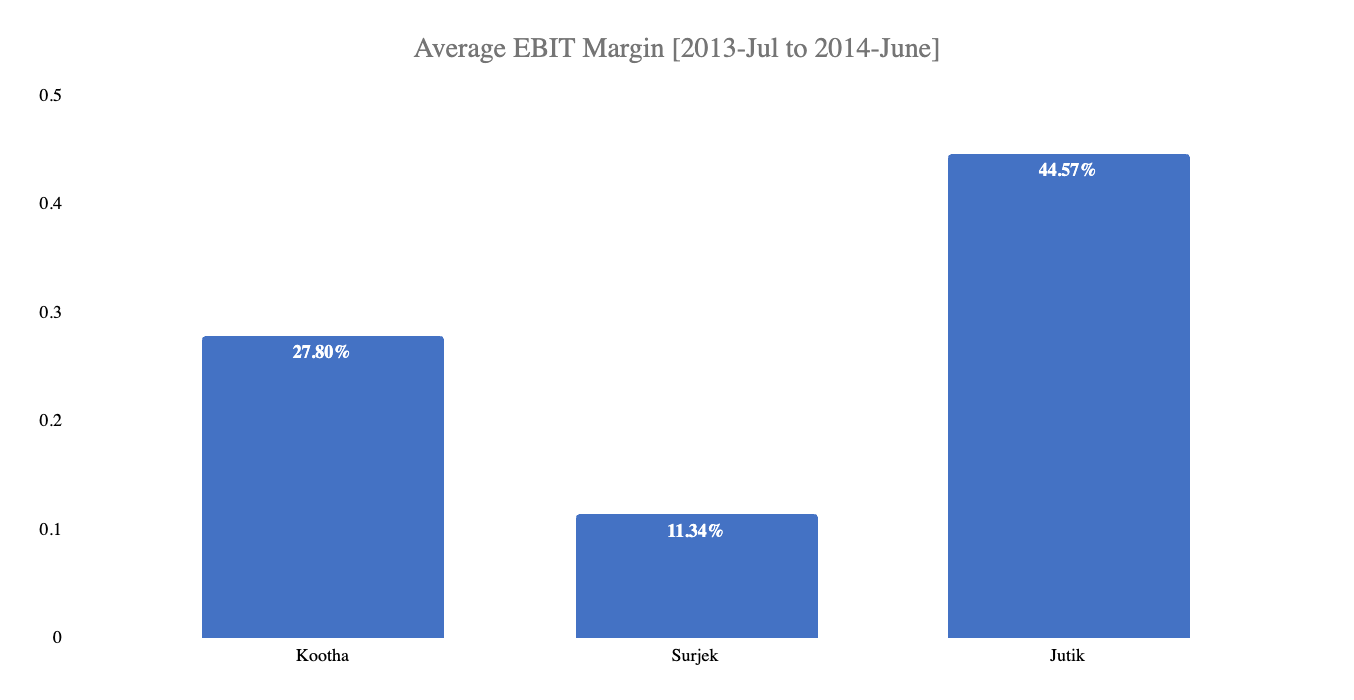 Average EBIT Margin [2013-Jul to 2014-June]
0.5
0.4
0.3
0.2
0.1
0
27.80%
11.34%
44.57%
Kootha
Surjek
Jutik